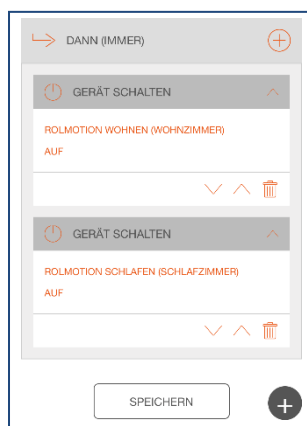 DANN (IMMER)
GERÄT SCHALTEN
ROLMOTION WOHNEN (WOHNZIMMER)
AUF
GERÄT SCHALTEN
ROLMOTION SCHLAFEN (SCHLAFZIMMER)
AUF
SPEICHERN